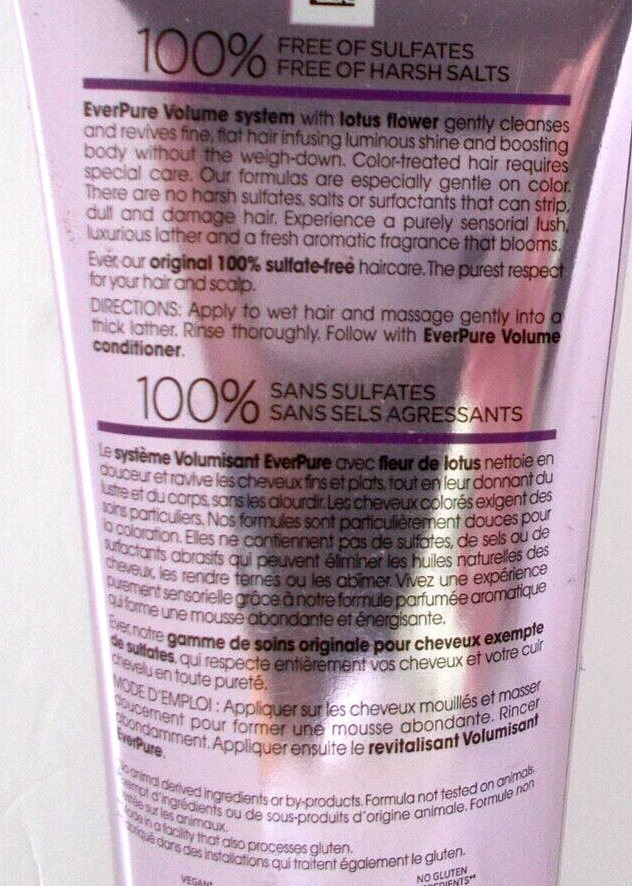 100% FREE OF SULFATES
FREE OF HARSH SALTS
EverPure Volume system with lotus flower gently cleanses
and revives fine, flat hair infusing luminous shine and boosting
body without the weigh-down. Color-treated hair requires
special care. Our formulas are especially gentle on color.
There are no harsh sulfates, salts or surfactants that can strip,
dull and damage hair. Experience a purely sensorial lush,
luxurious lather and a fresh aromatic fragrance that blooms.
Ever, our original 100% sulfate-free haircare. The purest respect
for your hair and scalp.
DIRECTIONS: Apply to wet hair and massage gently into a
thick lather. Rinse thoroughly. Follow with EverPure Volume
conditioner.
100% SANS SULFATES
SANS SELS AGRESSANTS
Le système Volumisant EverPure avec fleur de lotus nettoie en
douceur et ravive les cheveux fins et plats, tout en leur donnant du
lustre et du corps, sans les alourdir. Les cheveux colorés exigent des
soins particuliers. Nos formules sont particulièrement douces pour
la coloration. Elles ne contiennent pas de sulfates, de sels ou de
surfactants abrasifs qui peuvent éliminer les huiles naturelles des
cheveux, les rendre ternes ou les abîmer. Vivez une expérience
purement sensorielle grâce à notre formule parfumée aromatique
qui forme une mousse abondante et énergisante.
Ever, notre gamme de soins originale pour cheveux exempte
de sulfates, qui respecte entièrement vos cheveux et votre cuir
chevelu en toute pureté.
MODE D'EMPLOI : Appliquer sur les cheveux mouillés et masser
doucement pour former une mousse abondante. Rincer
abondamment. Appliquer ensuite le revitalisant Volumisant
EverPure.
animal derived ingredients or by-products. Formula not tested on animals.
d'ingrédients ou de sous-produits d'origine animale. Formule non
sur les animaux.
in a facility that also processes gluten.
dans des installations qui traitent également le gluten.
VEGAN*
NO GLUTEN